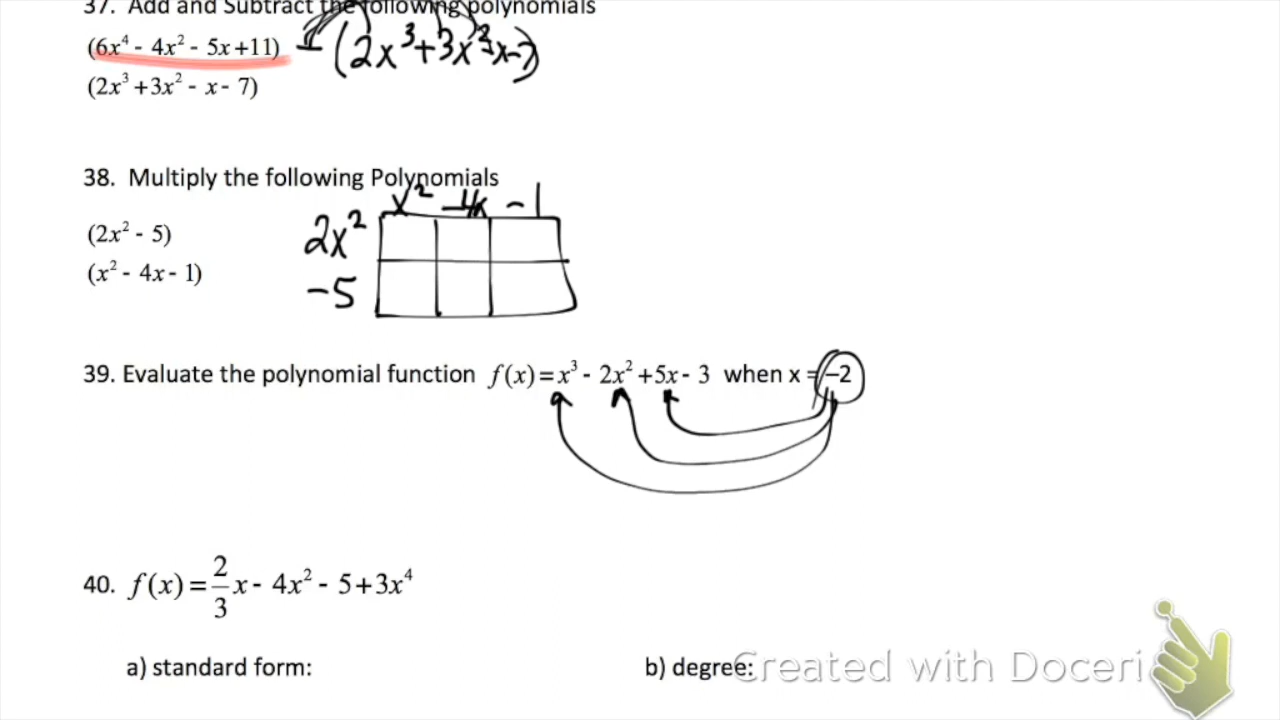 37. Add and Subtract the following polynomials
(6x⁴ - 4x² - 5x +11) - (2x³+3x²-x-7)
(2x³ +3x² - x - 7)
38. Multiply the following Polynomials
x² -4x -1
(2x² - 5) 2x²
(x² - 4x - 1) -5
39. Evaluate the polynomial function f(x)=x³ - 2x² +5x - 3 when x = -2
40. f(x)=2/3x - 4x² - 5+3x⁴
a) standard form: b) degree:
Created with Doceri